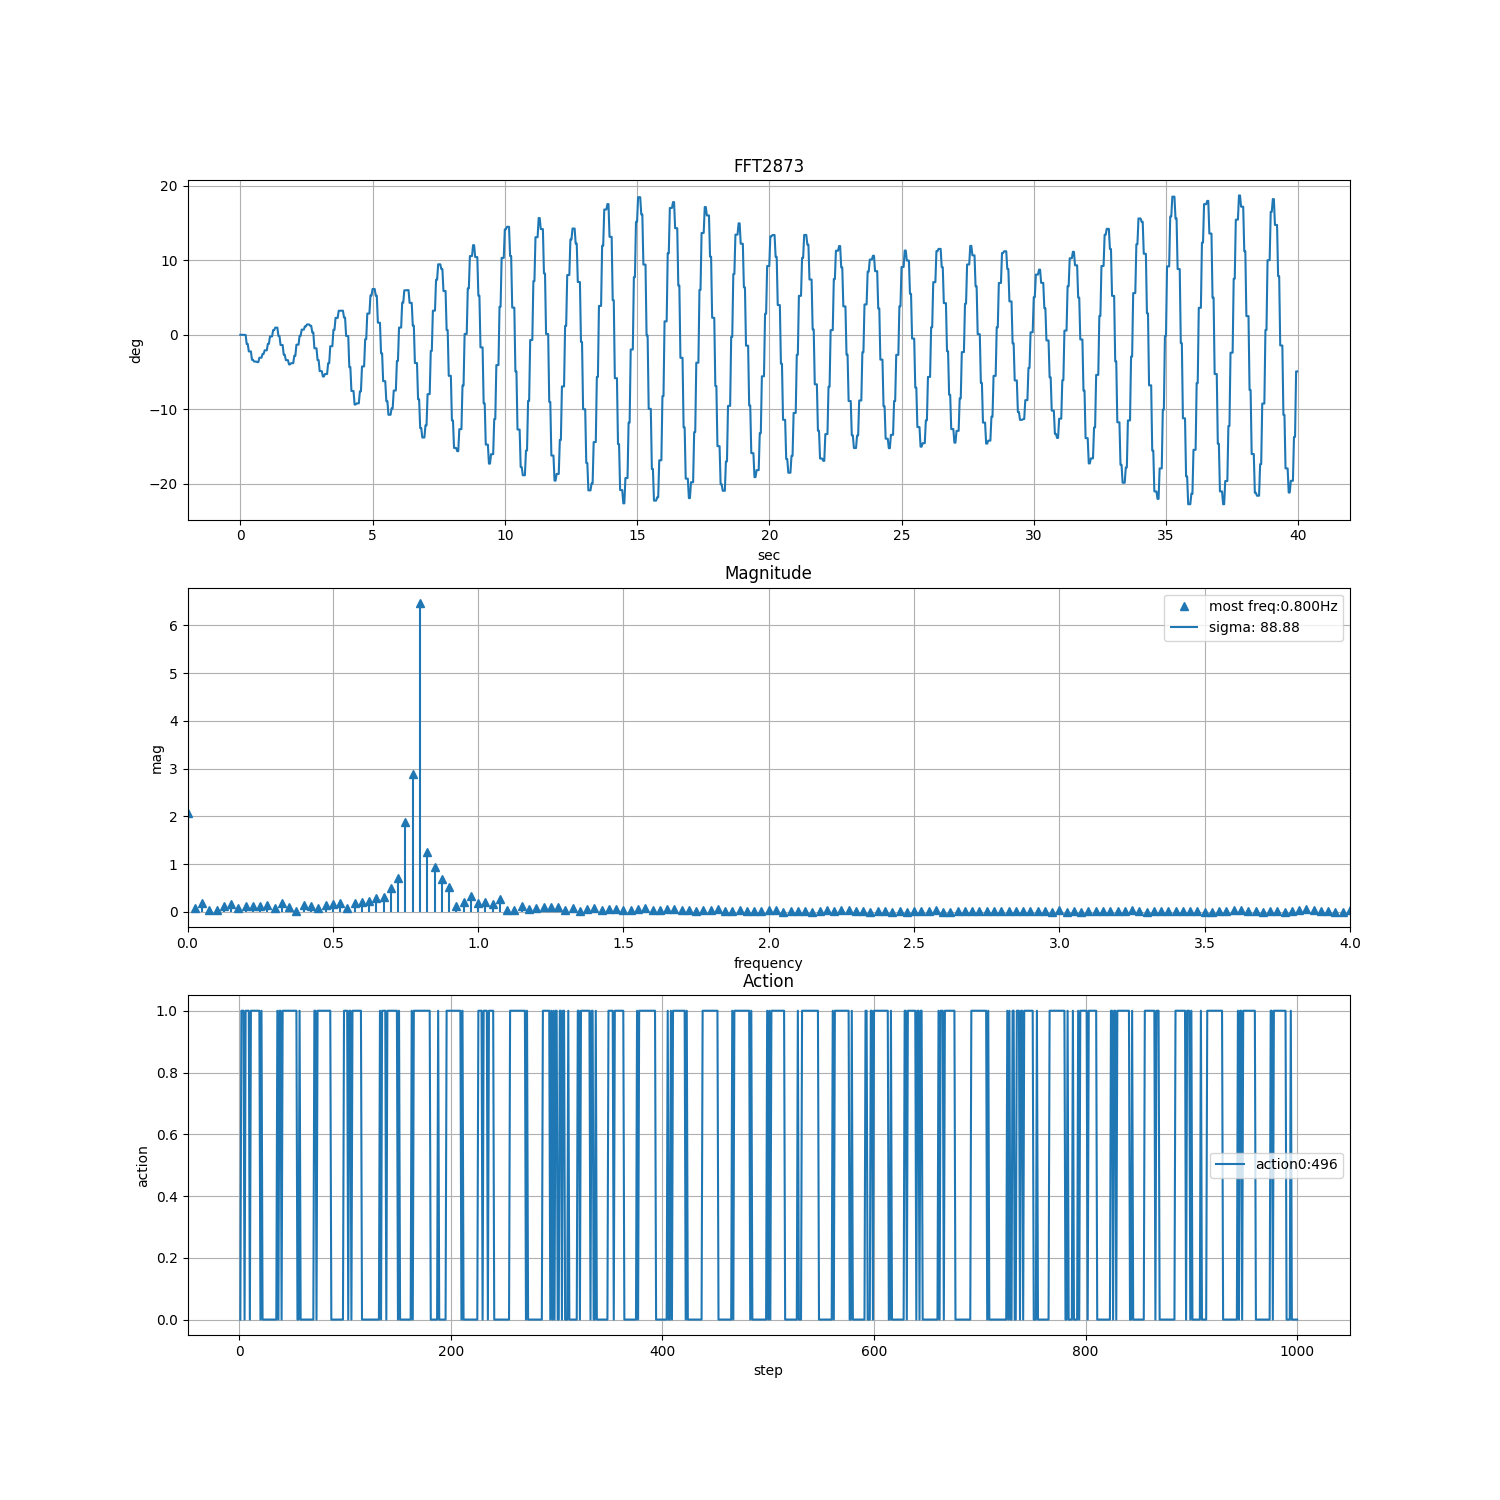 FFT2873
20
10
0
−10
−20
deg
0 5 10 15 20 25 30 35 40
sec
Magnitude
most freq:0.800Hz
sigma: 88.88
6
5
4
3
2
1
0
mag
0.0 0.5 1.0 1.5 2.0 2.5 3.0 3.5 4.0
frequency
Action
1.0
0.8
0.6
0.4
0.2
0.0
action
action0:496
0 200 400 600 800 1000
step